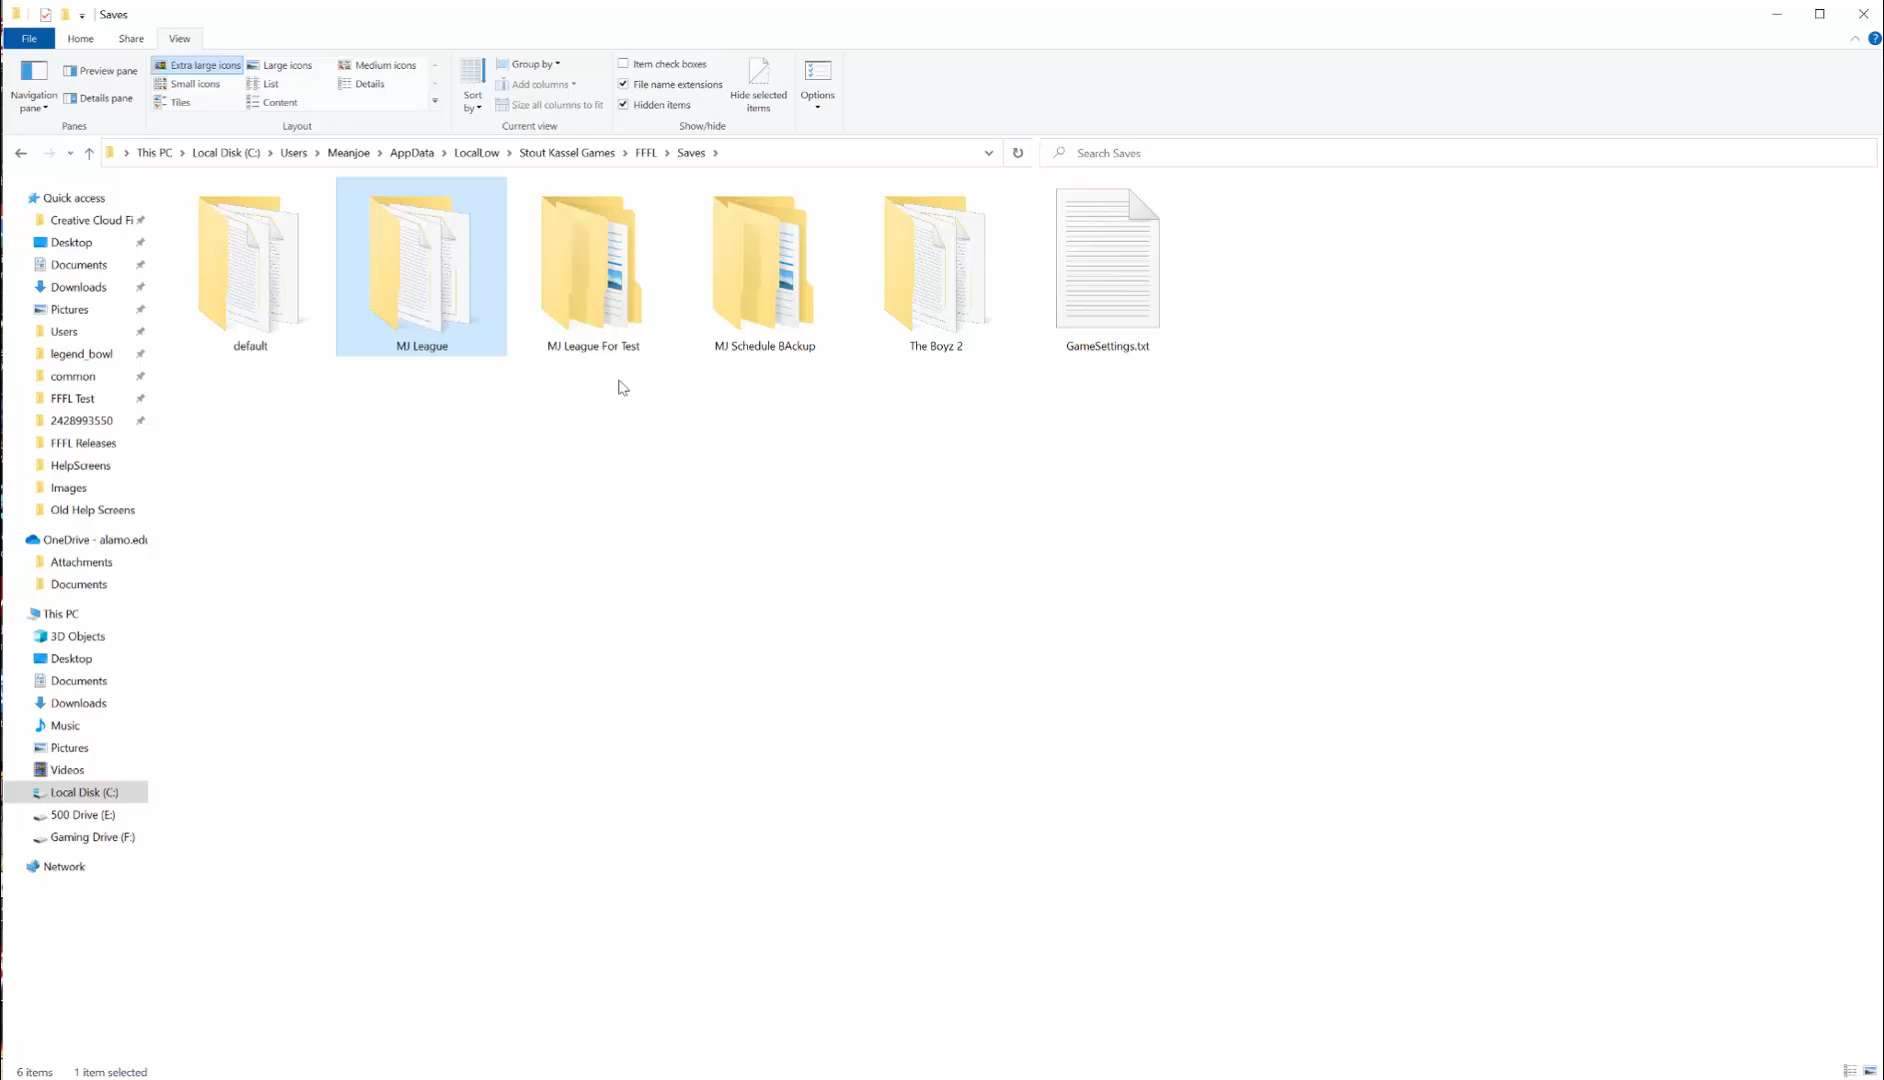 Saves
File Home Share View
Navigation pane
Preview pane
Details pane
Panes
Extra large icons Large icons Medium icons
Small icons List Details
Tiles Content
Layout
Sort by
Group by
Add columns
Size all columns to fit
Current view
Item check boxes
File name extensions
Hidden items
Hide selected items
Show/hide
Options
This PC > Local Disk (C:) > Users > Meanjoe > AppData > LocalLow > Stout Kassel Games > FFFL > Saves >
Search Saves
Quick access
Creative Cloud Fi
Desktop
Documents
Downloads
Pictures
Users
legend_bowl
common
FFFL Test
2428993550
FFFL Releases
HelpScreens
Images
Old Help Screens
OneDrive - alamo.edu
Attachments
Documents
This PC
3D Objects
Desktop
Documents
Downloads
Music
Pictures
Videos
Local Disk (C:)
500 Drive (E:)
Gaming Drive (F:)
Network
default
MJ League
MJ League For Test
MJ Schedule BAckup
The Boyz 2
GameSettings.txt
6 items 1 item selected